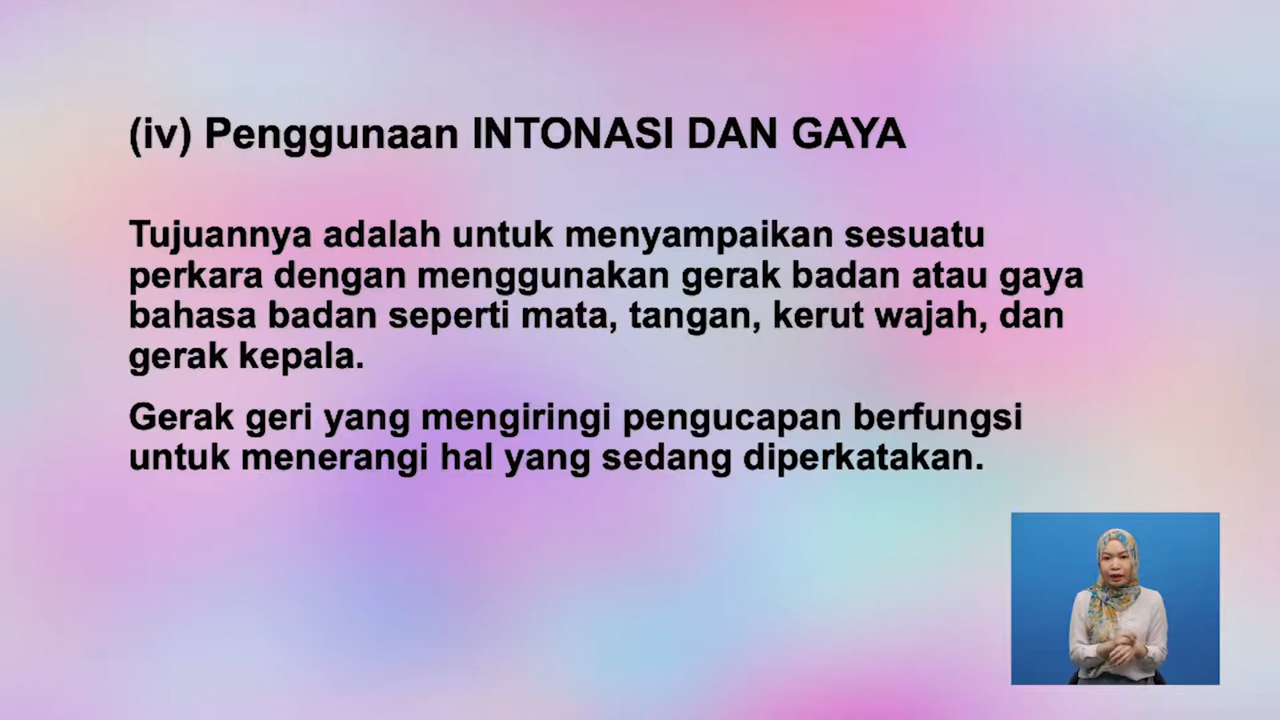 (iv) Penggunaan INTONASI DAN GAYA
Tujuannya adalah untuk menyampaikan sesuatu
perkara dengan menggunakan gerak badan atau gaya
bahasa badan seperti mata, tangan, kerut wajah, dan
gerak kepala.
Gerak geri yang mengiringi pengucapan berfungsi
untuk menerangi hal yang sedang diperkatakan.